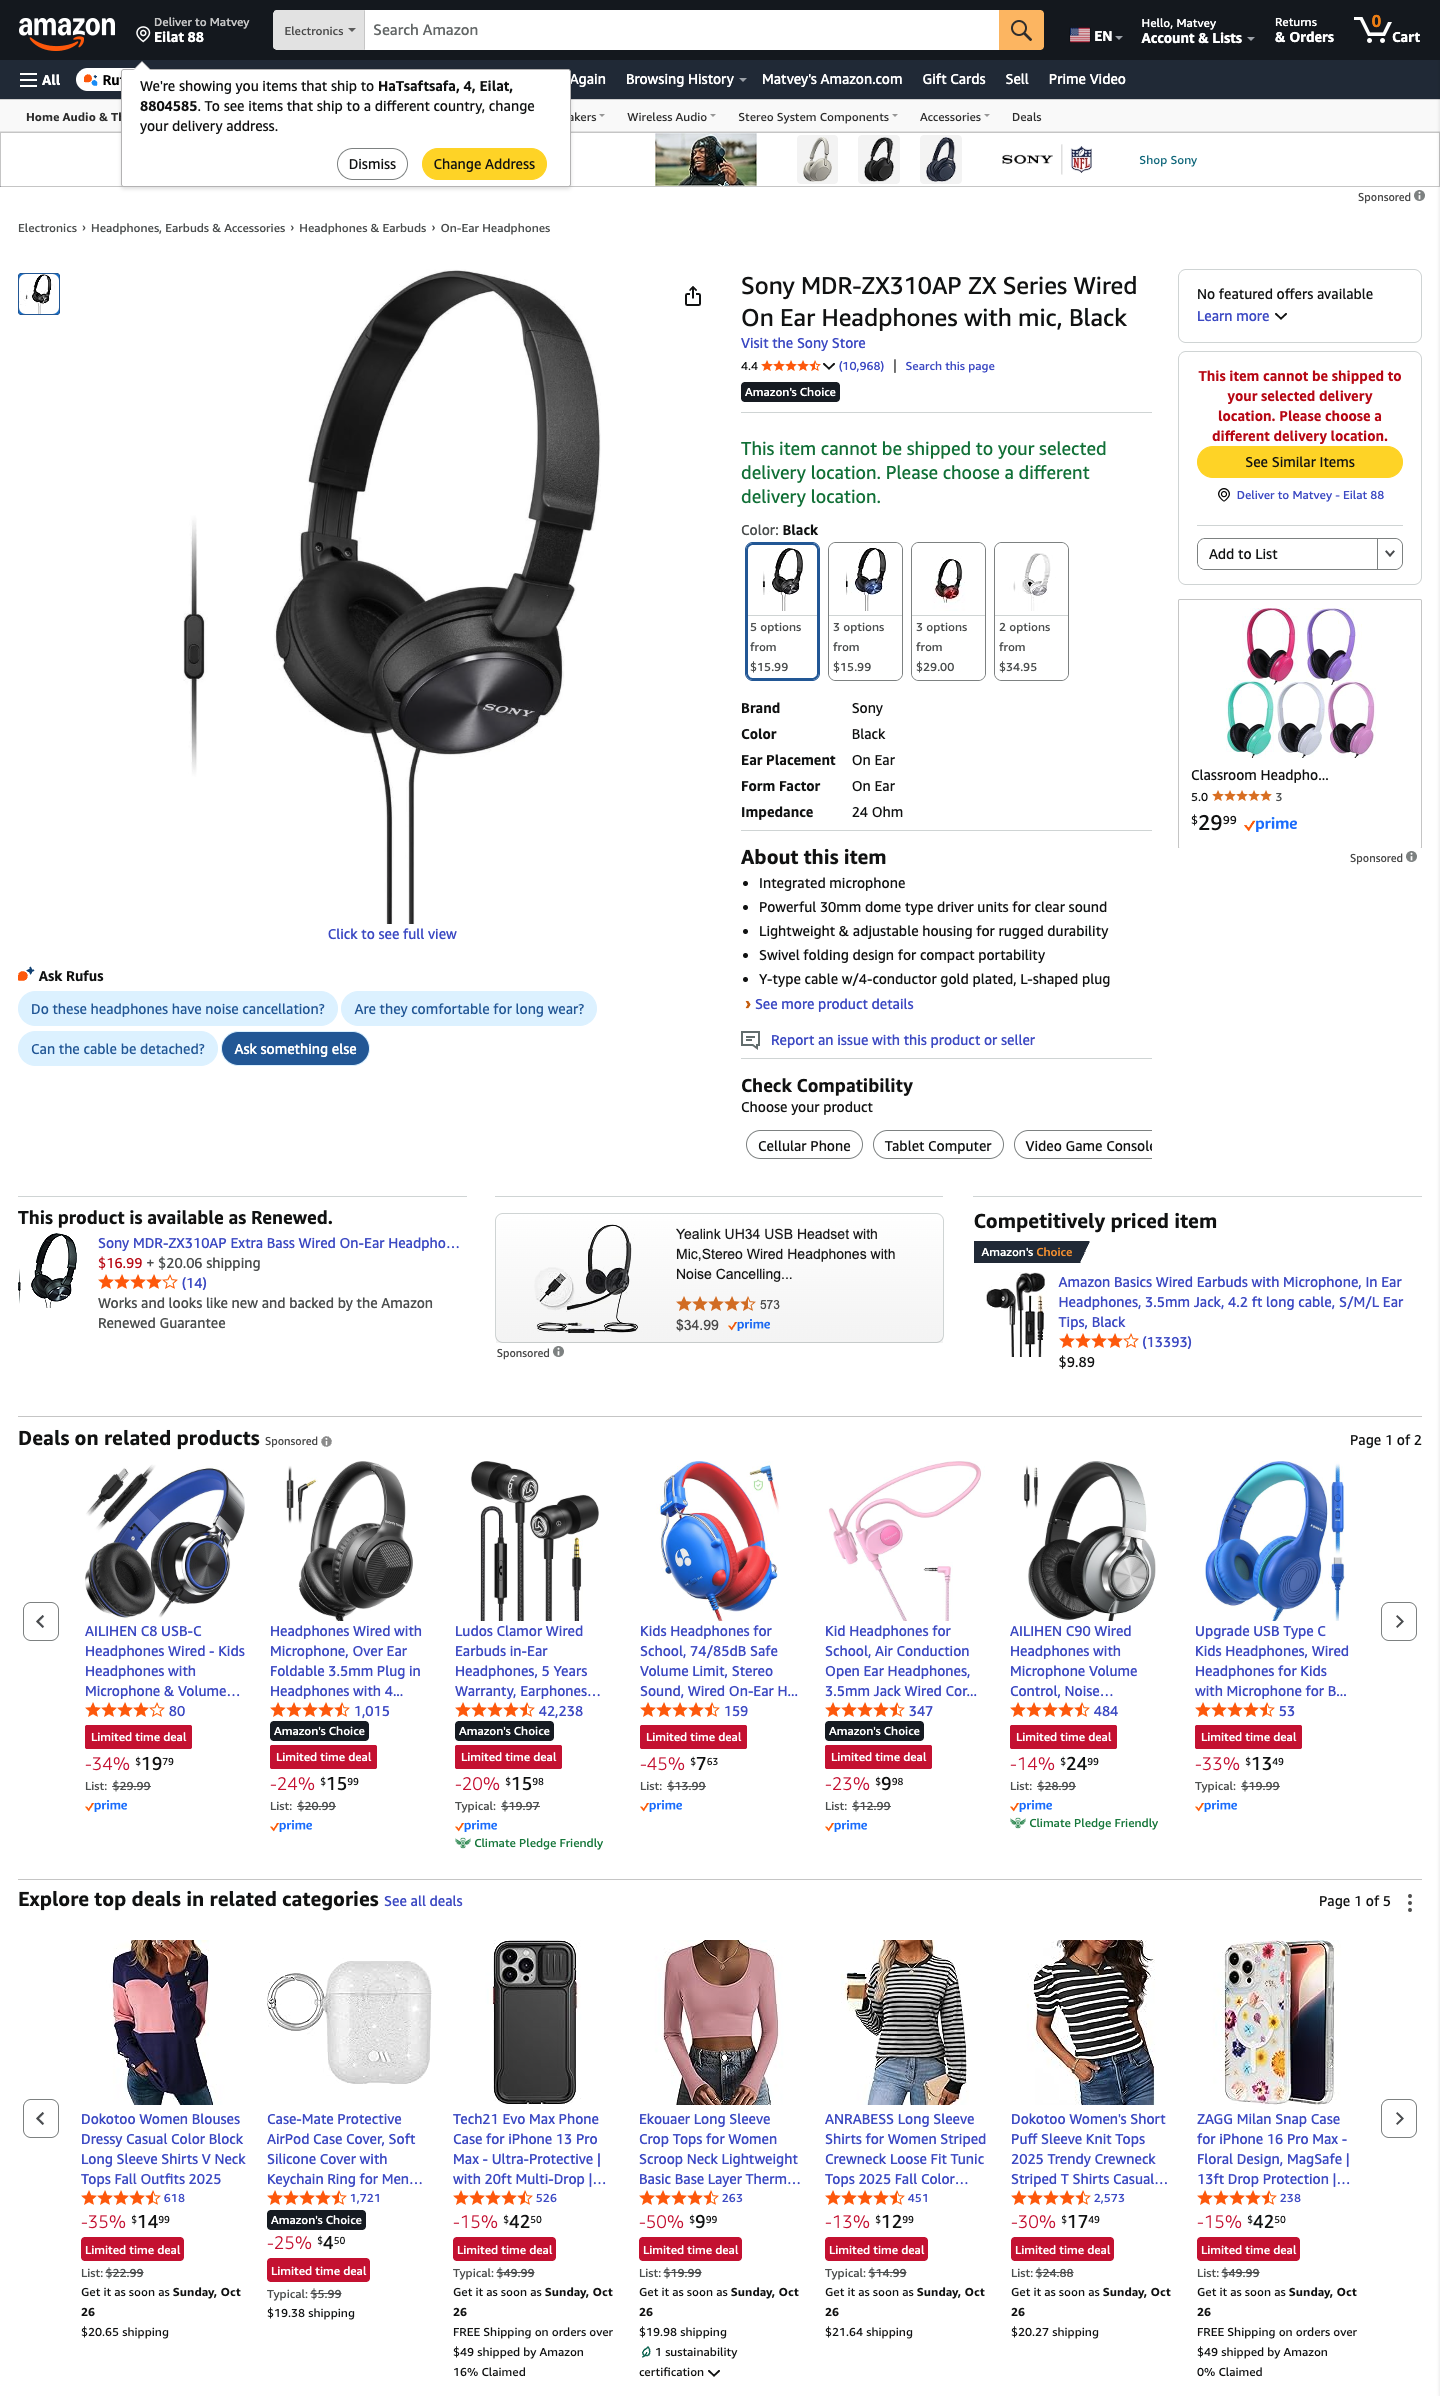 amazon
Deliver to Matvey
Eilat 88
Electronics
Search Amazon
EN
Hello, Matvey
Account & Lists
Returns
& Orders
0
Cart
All
Again
Browsing History
Matvey's Amazon.com
Gift Cards
Sell
Prime Video
We're showing you items that ship to HaTsaftsafa, 4, Eilat,
8804585. To see items that ship to a different country, change
your delivery address.
Dismiss
Change Address
Wireless Audio
Stereo System Components
Accessories
Deals
SONY
NFL
Shop Sony
Sponsored
Electronics › Headphones, Earbuds & Accessories › Headphones & Earbuds › On-Ear Headphones
SONY
Click to see full view
Ask Rufus
Do these headphones have noise cancellation?
Are they comfortable for long wear?
Can the cable be detached?
Ask something else
Sony MDR-ZX310AP ZX Series Wired
On Ear Headphones with mic, Black
Visit the Sony Store
4.4 (10,968) | Search this page
Amazon's Choice
This item cannot be shipped to your selected
delivery location. Please choose a different
delivery location.
Color: Black
5 options
from
$15.99
3 options
from
$15.99
3 options
from
$29.00
2 options
from
$34.95
Brand Sony
Color Black
Ear Placement On Ear
Form Factor On Ear
Impedance 24 Ohm
About this item
• Integrated microphone
• Powerful 30mm dome type driver units for clear sound
• Lightweight & adjustable housing for rugged durability
• Swivel folding design for compact portability
• Y-type cable w/4-conductor gold plated, L-shaped plug
› See more product details
Report an issue with this product or seller
Check Compatibility
Choose your product
Cellular Phone
Tablet Computer
Video Game Console
No featured offers available
Learn more
This item cannot be shipped to
your selected delivery
location. Please choose a
different delivery location.
See Similar Items
Deliver to Matvey - Eilat 88
Add to List
Classroom Headpho...
5.0 3
$29.99 prime
Sponsored
This product is available as Renewed.
Sony MDR-ZX310AP Extra Bass Wired On-Ear Headpho...
$16.99 + $20.06 shipping
(14)
Works and looks like new and backed by the Amazon
Renewed Guarantee
Yealink UH34 USB Headset with
Mic,Stereo Wired Headphones with
Noise Cancelling...
573
$34.99 prime
Sponsored
Competitively priced item
Amazon's Choice
Amazon Basics Wired Earbuds with Microphone, In Ear
Headphones, 3.5mm Jack, 4.2 ft long cable, S/M/L Ear
Tips, Black
(13393)
$9.89
Deals on related products Sponsored
Page 1 of 2
AILIHEN C8 USB-C
Headphones Wired - Kids
Headphones with
Microphone & Volume...
80
Limited time deal
-34% $19.79
List: $29.99
prime
Headphones Wired with
Microphone, Over Ear
Foldable 3.5mm Plug in
Headphones with 4...
1,015
Amazon's Choice
Limited time deal
-24% $15.99
List: $20.99
prime
Ludos Clamor Wired
Earbuds in-Ear
Headphones, 5 Years
Warranty, Earphones...
42,238
Amazon's Choice
Limited time deal
-20% $15.98
Typical: $19.97
prime
Climate Pledge Friendly
Kids Headphones for
School, 74/85dB Safe
Volume Limit, Stereo
Sound, Wired On-Ear H...
159
Limited time deal
-45% $7.63
List: $13.99
prime
Kid Headphones for
School, Air Conduction
Open Ear Headphones,
3.5mm Jack Wired Cor...
347
Amazon's Choice
Limited time deal
-23% $9.98
List: $12.99
prime
AILIHEN C90 Wired
Headphones with
Microphone Volume
Control, Noise...
484
Limited time deal
-14% $24.99
List: $28.99
prime
Climate Pledge Friendly
Upgrade USB Type C
Kids Headphones, Wired
Headphones for Kids
with Microphone for B...
53
Limited time deal
-33% $13.49
Typical: $19.99
prime
Explore top deals in related categories See all deals
Page 1 of 5
Dokotoo Women Blouses
Dressy Casual Color Block
Long Sleeve Shirts V Neck
Tops Fall Outfits 2025
618
-35% $14.99
Limited time deal
List: $22.99
Get it as soon as Sunday, Oct
26
$20.65 shipping
Case-Mate Protective
AirPod Case Cover, Soft
Silicone Cover with
Keychain Ring for Men...
1,721
Amazon's Choice
-25% $4.50
Limited time deal
Typical: $5.99
$19.38 shipping
Tech21 Evo Max Phone
Case for iPhone 13 Pro
Max - Ultra-Protective |
with 20ft Multi-Drop |...
526
-15% $42.50
Limited time deal
Typical: $49.99
Get it as soon as Sunday, Oct
26
FREE Shipping on orders over
$49 shipped by Amazon
16% Claimed
Ekouaer Long Sleeve
Crop Tops for Women
Scroop Neck Lightweight
Basic Base Layer Therm...
263
-50% $9.99
Limited time deal
List: $19.99
Get it as soon as Sunday, Oct
26
$19.98 shipping
1 sustainability
certification
ANRABESS Long Sleeve
Shirts for Women Striped
Crewneck Loose Fit Tunic
Tops 2025 Fall Color...
451
-13% $12.99
Limited time deal
Typical: $14.99
Get it as soon as Sunday, Oct
26
$21.64 shipping
Dokotoo Women's Short
Puff Sleeve Knit Tops
2025 Trendy Crewneck
Striped T Shirts Casual...
2,573
-30% $17.49
Limited time deal
List: $24.88
Get it as soon as Sunday, Oct
26
$20.27 shipping
ZAGG Milan Snap Case
for iPhone 16 Pro Max -
Floral Design, MagSafe |
13ft Drop Protection |...
238
-15% $42.50
Limited time deal
List: $49.99
Get it as soon as Sunday, Oct
26
FREE Shipping on orders over
$49 shipped by Amazon
0% Claimed